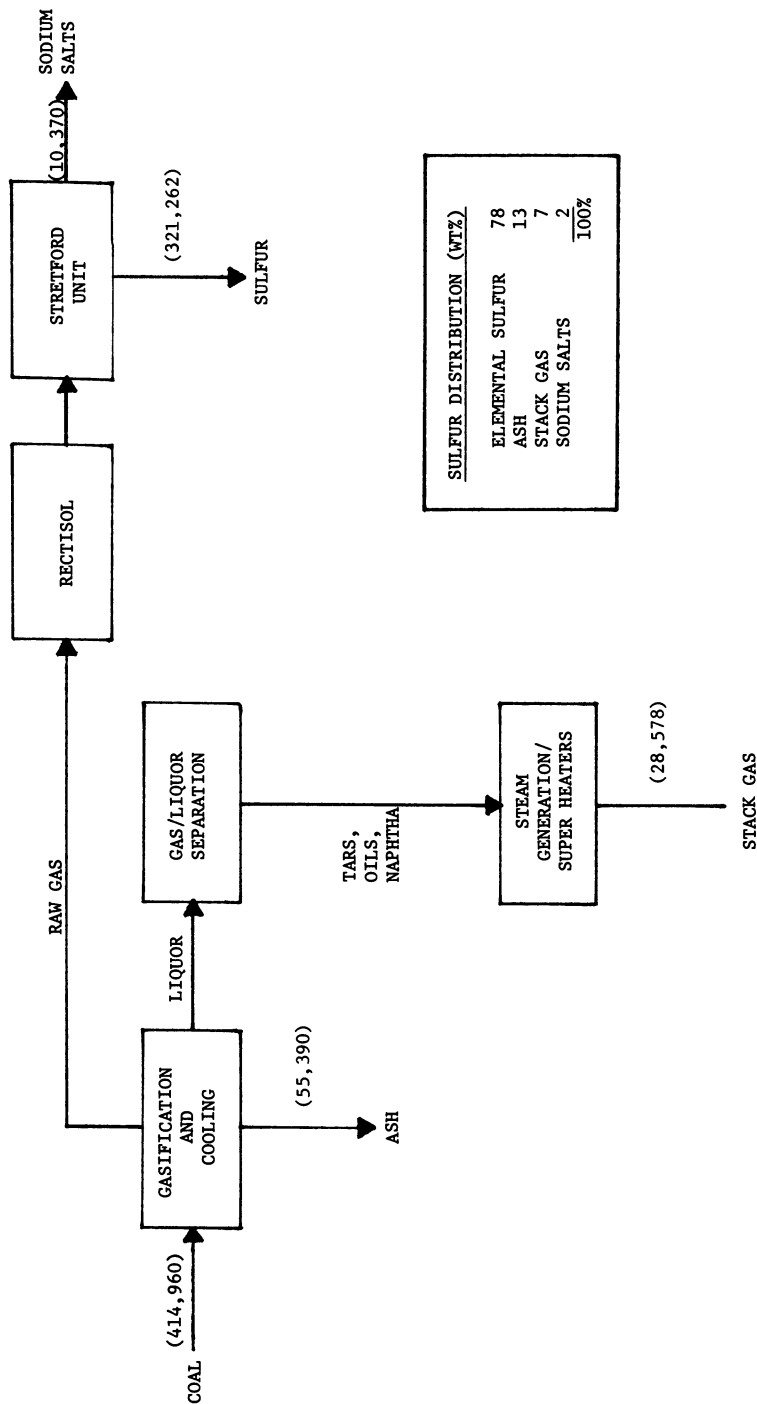 COAL
(414,960)
GASIFICATION
AND
COOLING
(55,390)
ASH
RAW GAS
LIQUOR
GAS/LIQUOR
SEPARATION
TARS,
OILS,
NAPHTHA
STEAM
GENERATION/
SUPER HEATERS
(28,578)
STACK GAS
RECTISOL
STRETFORD
UNIT
(10,370)
SODIUM
SALTS
(321,262)
SULFUR
SULFUR DISTRIBUTION (WT%)
ELEMENTAL SULFUR 78
ASH 13
STACK GAS 7
SODIUM SALTS 2
100%